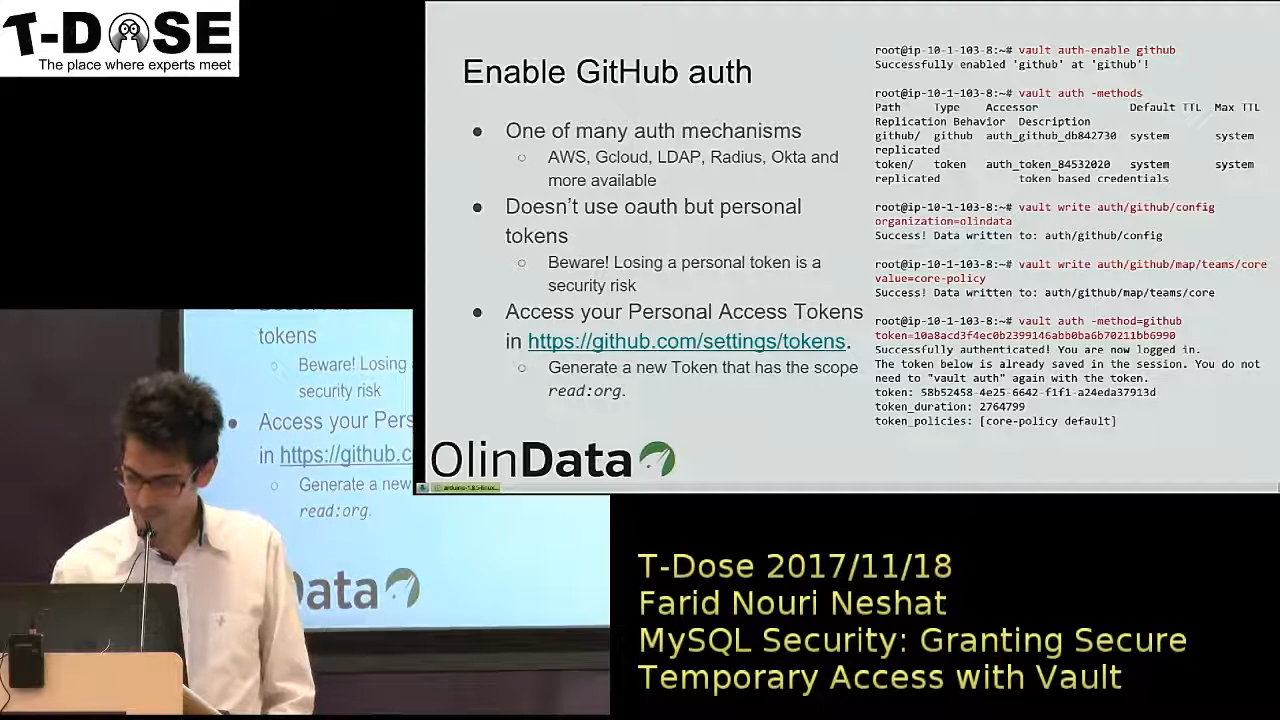 T-DOSE
The place where experts meet
Enable GitHub auth
● One of many auth mechanisms
○ AWS, Gcloud, LDAP, Radius, Okta and
more available
● Doesn't use oauth but personal
tokens
○ Beware! Losing a personal token is a
security risk
● Access your Personal Access Tokens
in https://github.com/settings/tokens.
○ Generate a new Token that has the scope
read:org.
OlinData
root@ip-10-1-103-8:~# vault auth-enable github
Successfully enabled 'github' at 'github'!
root@ip-10-1-103-8:~# vault auth -methods
Path Type Accessor Default TTL Max TTL
Replication Behavior Description
github/ github auth_github_db842730 system system
replicated
token/ token auth_token_84532020 system system
replicated token based credentials
root@ip-10-1-103-8:~# vault write auth/github/config
organization=olindata
Success! Data written to: auth/github/config
root@ip-10-1-103-8:~# vault write auth/github/map/teams/core
value=core-policy
Success! Data written to: auth/github/map/teams/core
root@ip-10-1-103-8:~# vault auth -method=github
token=10a8acd3f4ec0b2399146abb0ba6b70211bb6990
Successfully authenticated! You are now logged in.
The token below is already saved in the session. You do not
need to "vault auth" again with the token.
token: 58b52458-4e25-6642-f1f1-a24eda37913d
token_duration: 2764799
token_policies: [core-policy default]
tokens
○ Beware! Losing
security risk
● Access your Pers
in https://github.c
○ Generate a new
read:org.
Data
T-Dose 2017/11/18
Farid Nouri Neshat
MySQL Security: Granting Secure
Temporary Access with Vault